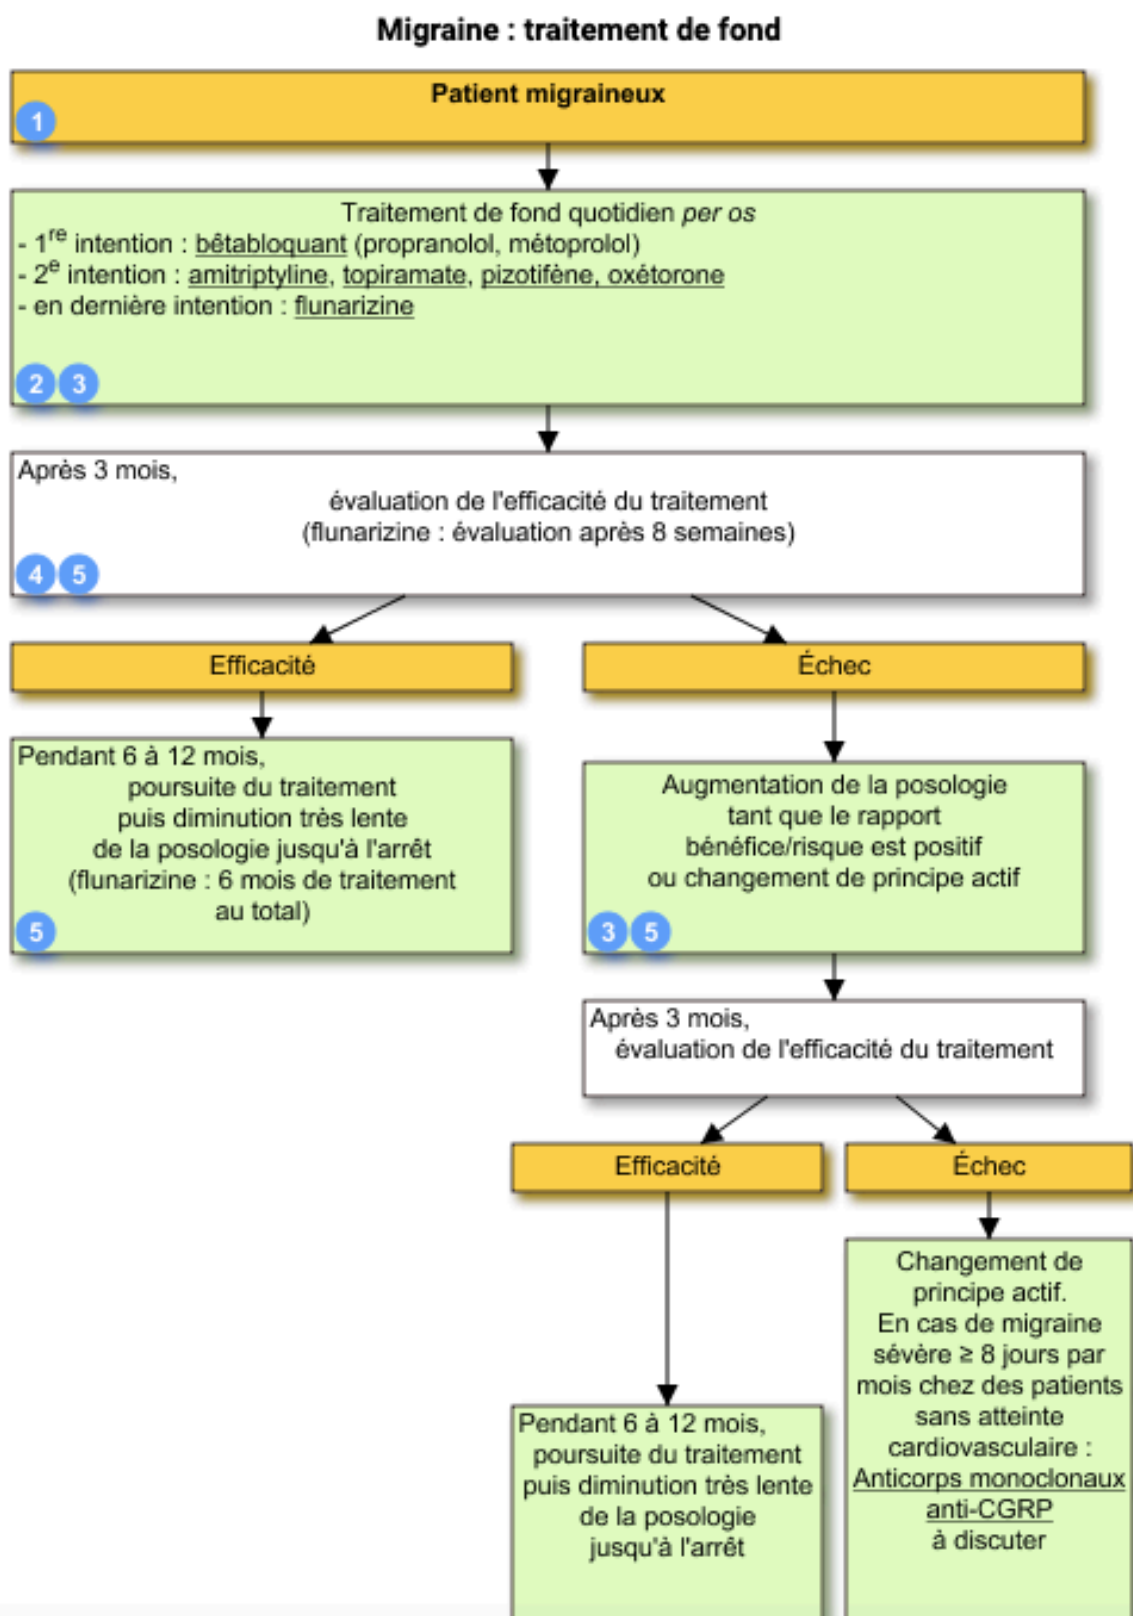 Migraine : traitement de fond
Patient migraineux
1
Traitement de fond quotidien per os
- 1re intention : bêtabloquant (propranolol, métoprolol)
- 2e intention : amitriptyline, topiramate, pizotifène, oxétorone
- en dernière intention : flunarizine
2 3
Après 3 mois,
évaluation de l'efficacité du traitement
(flunarizine : évaluation après 8 semaines)
4 5
Efficacité
Pendant 6 à 12 mois,
poursuite du traitement
puis diminution très lente
de la posologie jusqu'à l'arrêt
(flunarizine : 6 mois de traitement
au total)
5
Échec
Augmentation de la posologie
tant que le rapport
bénéfice/risque est positif
ou changement de principe actif
3 5
Après 3 mois,
évaluation de l'efficacité du traitement
Efficacité
Pendant 6 à 12 mois,
poursuite du traitement
puis diminution très lente
de la posologie
jusqu'à l'arrêt
Échec
Changement de
principe actif.
En cas de migraine
sévère ≥ 8 jours par
mois chez des patients
sans atteinte
cardiovasculaire :
Anticorps monoclonaux
anti-CGRP
à discuter